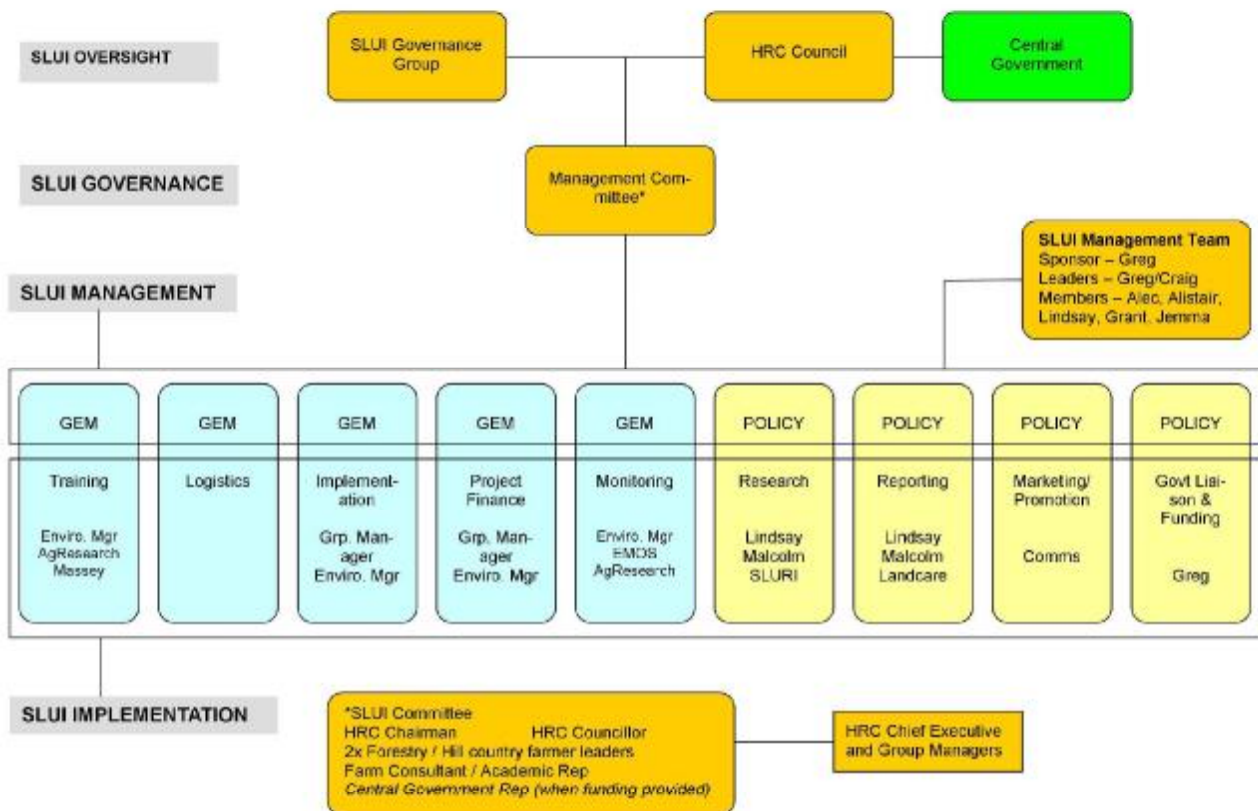 SLUI OVERSIGHT
SLUI Governance
Group
HRC Council
Central
Government
SLUI GOVERNANCE
Management Com-
mittee*
SLUI Management Team
Sponsor – Greg
Leaders – Greg/Craig
Members – Alec, Alistair,
Lindsay, Grant, Jemma
SLUI MANAGEMENT
GEM
GEM
GEM
GEM
GEM
POLICY
POLICY
POLICY
POLICY
Training
Enviro. Mgr
AgResearch
Massey
Logistics
Implement-
ation
Grp. Man-
ager
Enviro. Mgr
Project
Finance
Grp. Man-
ager
Enviro. Mgr
Monitoring
Enviro. Mgr
EMOS
AgResearch
Research
Lindsay
Malcolm
SLURI
Reporting
Lindsay
Malcolm
Landcare
Marketing/
Promotion
Comms
Govt Liai-
son &
Funding
Greg
SLUI IMPLEMENTATION
*SLUI Committee
HRC Chairman HRC Councillor
2x Forestry / Hill country farmer leaders
Farm Consultant / Academic Rep
Central Government Rep (when funding provided)
HRC Chief Executive
and Group Managers